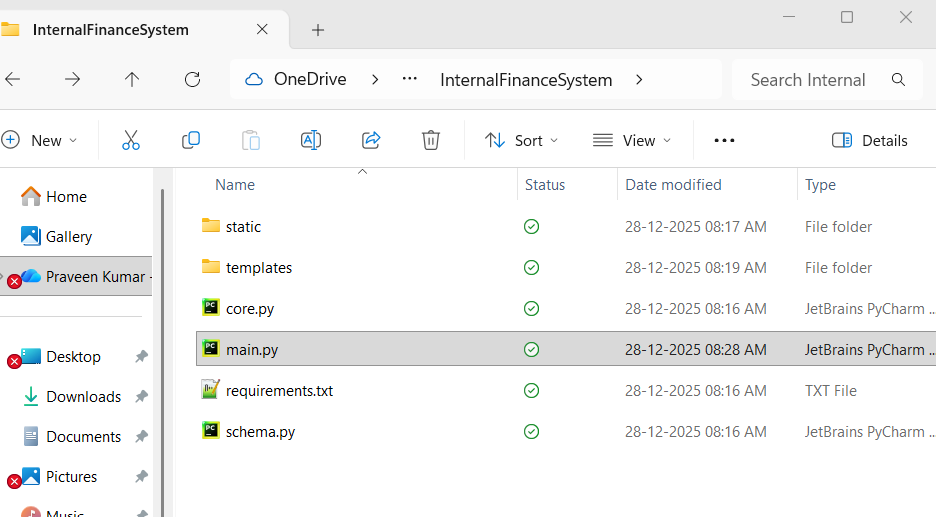 InternalFinanceSystem
OneDrive > ... InternalFinanceSystem > Search Internal
New Sort View ... Details
Name Status Date modified Type
Home
Gallery
Praveen Kumar -
Desktop
Downloads
Documents
Pictures
Music
static 28-12-2025 08:17 AM File folder
templates 28-12-2025 08:19 AM File folder
core.py 28-12-2025 08:16 AM JetBrains PyCharm ...
main.py 28-12-2025 08:28 AM JetBrains PyCharm ...
requirements.txt 28-12-2025 08:16 AM TXT File
schema.py 28-12-2025 08:16 AM JetBrains PyCharm ...